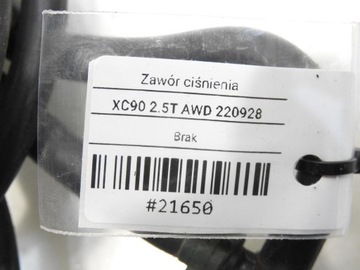 Zawór ciśnienia
XC90 2.5T AWD 220928
Brak
#21650